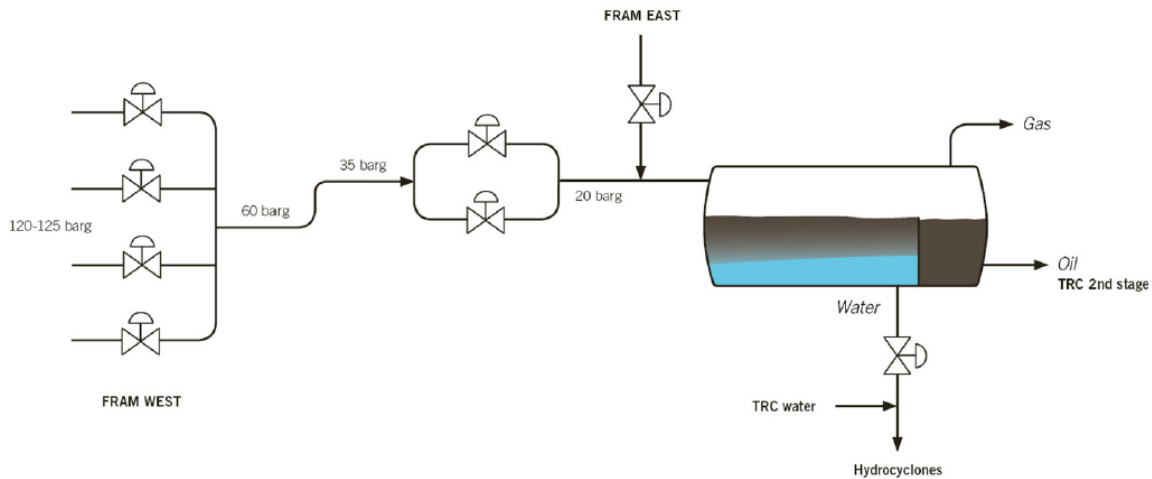 FRAM EAST
Gas
35 barg
20 barg
60 barg
120-125 barg
Oil
TRC 2nd stage
Water
FRAM WEST
TRC water
Hydrocyclones